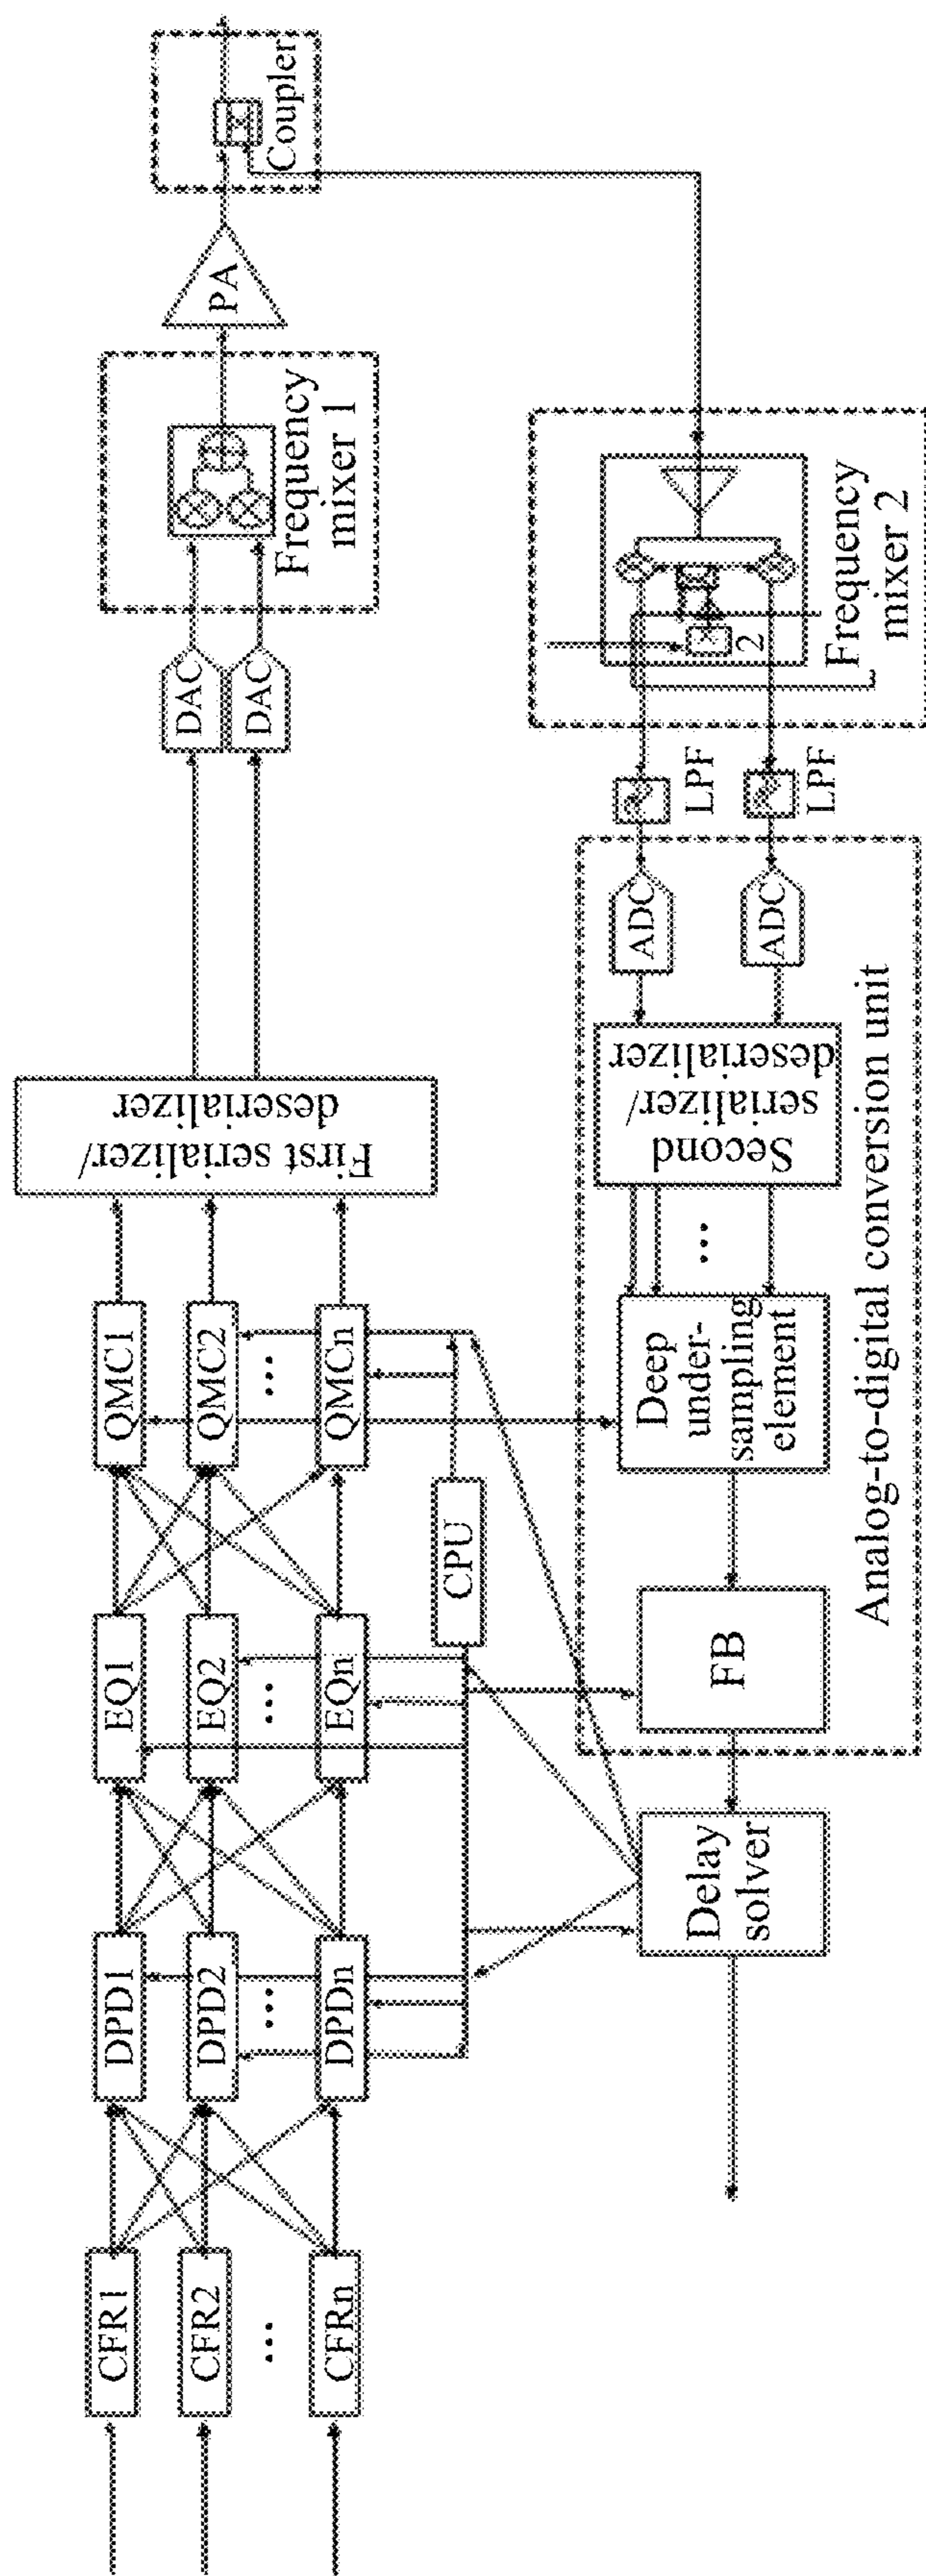 CFR1
CFR2
...
CFRn
DPD1
DPD2
...
DPDn
EQ1
EQ2
...
EQn
QMC1
QMC2
...
QMCn
CPU
First serializer/
deserializer
DAC
DAC
Frequency
mixer 1
PA
Coupler
Frequency
mixer 2
2
LPF
LPF
ADC
ADC
Second
serializer/
deserializer
...
Deep
under-
sampling
element
FB
Analog-to-digital conversion unit
Delay
solver